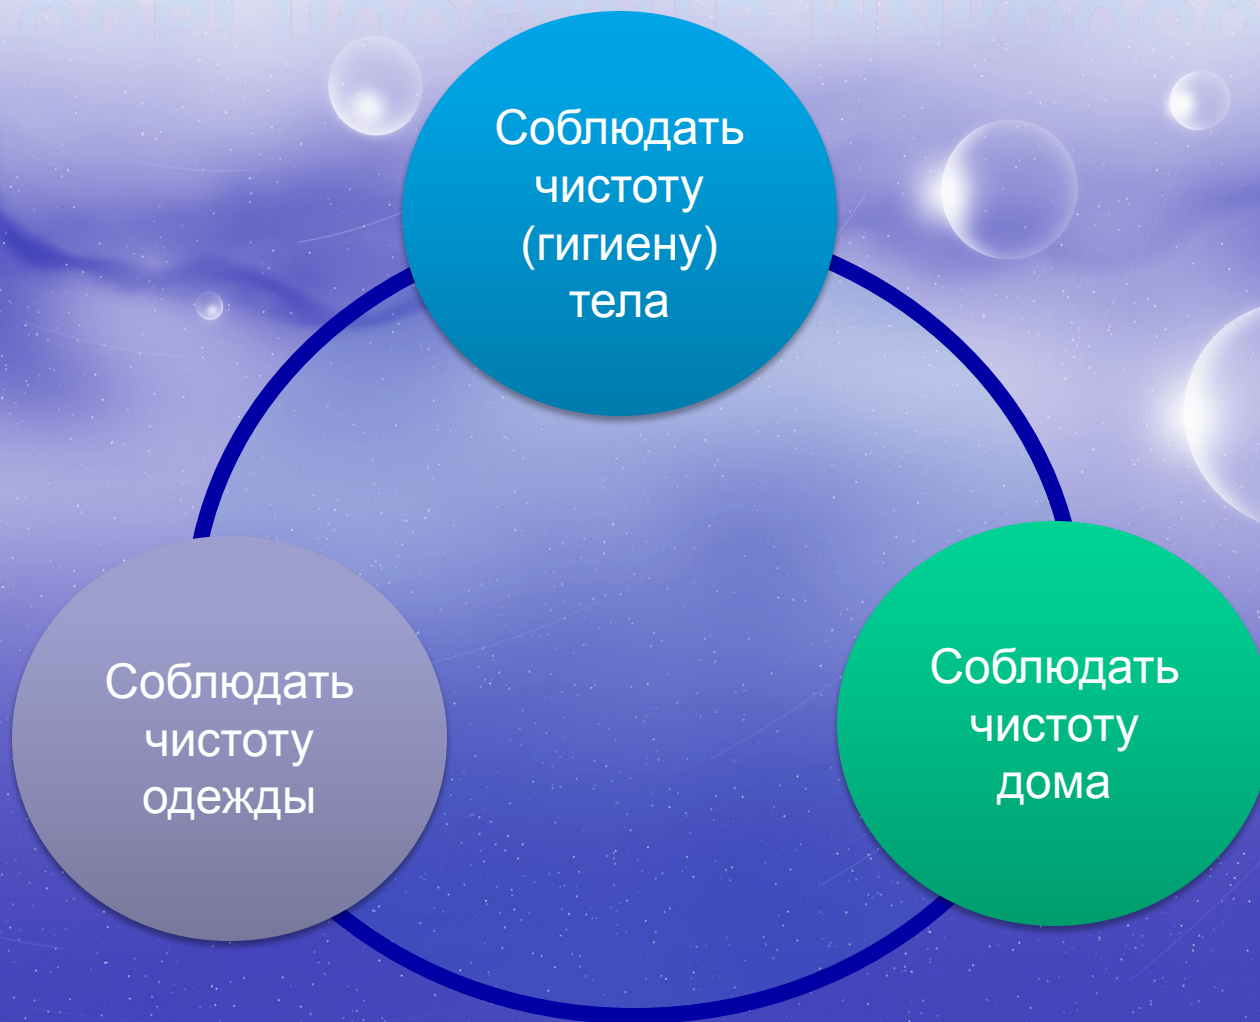 Соблюдать
чистоту
(гигиену)
тела
Соблюдать
чистоту
одежды
Соблюдать
чистоту
дома